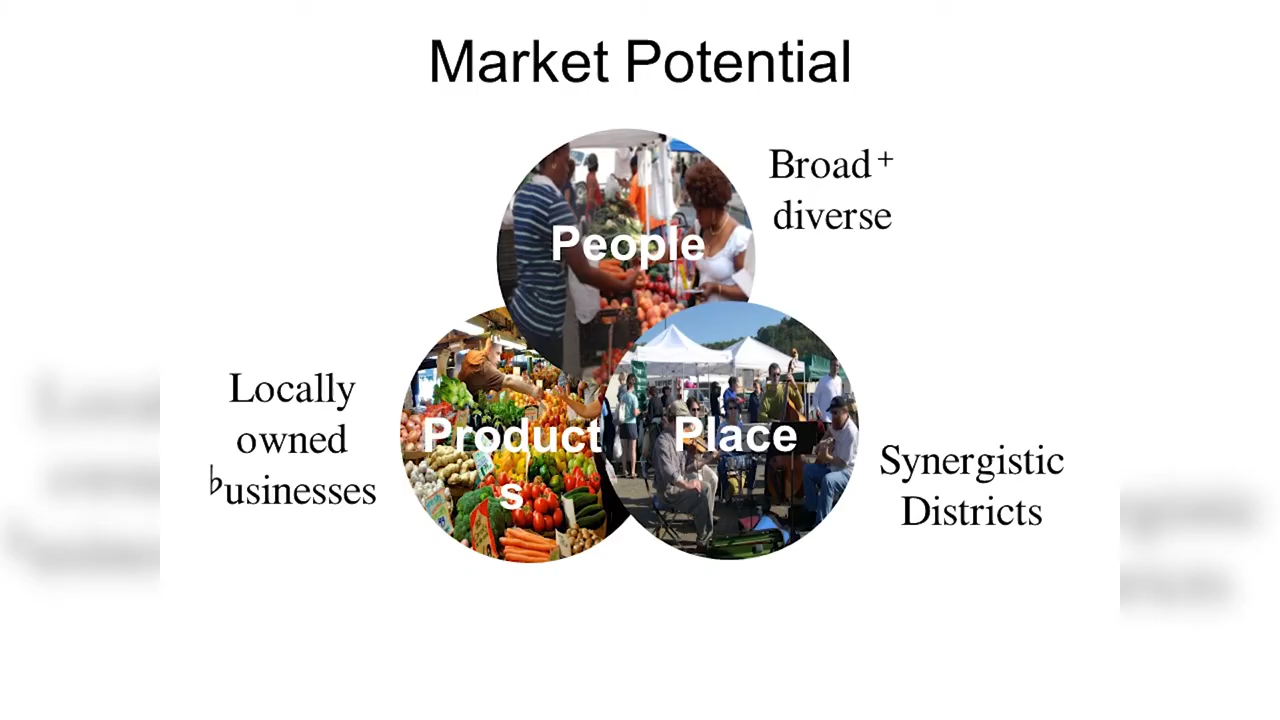 Market Potential
Broad +
diverse
People
Locally
owned
businesses
Product
s
Place
Synergistic
Districts